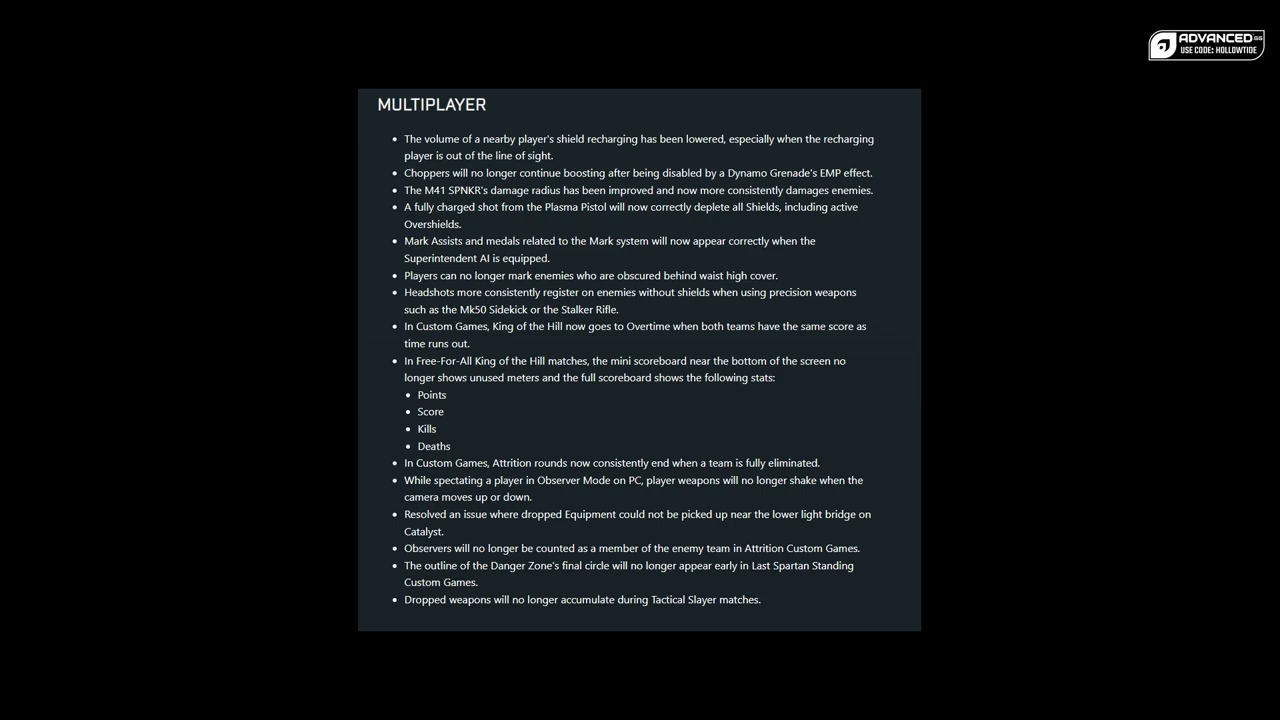 ADVANCED.GG
USE CODE: HOLLOWTIDE
MULTIPLAYER
• The volume of a nearby player's shield recharging has been lowered, especially when the recharging
player is out of the line of sight.
• Choppers will no longer continue boosting after being disabled by a Dynamo Grenade's EMP effect.
• The M41 SPNKR's damage radius has been improved and now more consistently damages enemies.
• A fully charged shot from the Plasma Pistol will now correctly deplete all Shields, including active
Overshields.
• Mark Assists and medals related to the Mark system will now appear correctly when the
Superintendent AI is equipped.
• Players can no longer mark enemies who are obscured behind waist high cover.
• Headshots more consistently register on enemies without shields when using precision weapons
such as the Mk50 Sidekick or the Stalker Rifle.
• In Custom Games, King of the Hill now goes to Overtime when both teams have the same score as
time runs out.
• In Free-For-All King of the Hill matches, the mini scoreboard near the bottom of the screen no
longer shows unused meters and the full scoreboard shows the following stats:
• Points
• Score
• Kills
• Deaths
• In Custom Games, Attrition rounds now consistently end when a team is fully eliminated.
• While spectating a player in Observer Mode on PC, player weapons will no longer shake when the
camera moves up or down.
• Resolved an issue where dropped Equipment could not be picked up near the lower light bridge on
Catalyst.
• Observers will no longer be counted as a member of the enemy team in Attrition Custom Games.
• The outline of the Danger Zone's final circle will no longer appear early in Last Spartan Standing
Custom Games.
• Dropped weapons will no longer accumulate during Tactical Slayer matches.